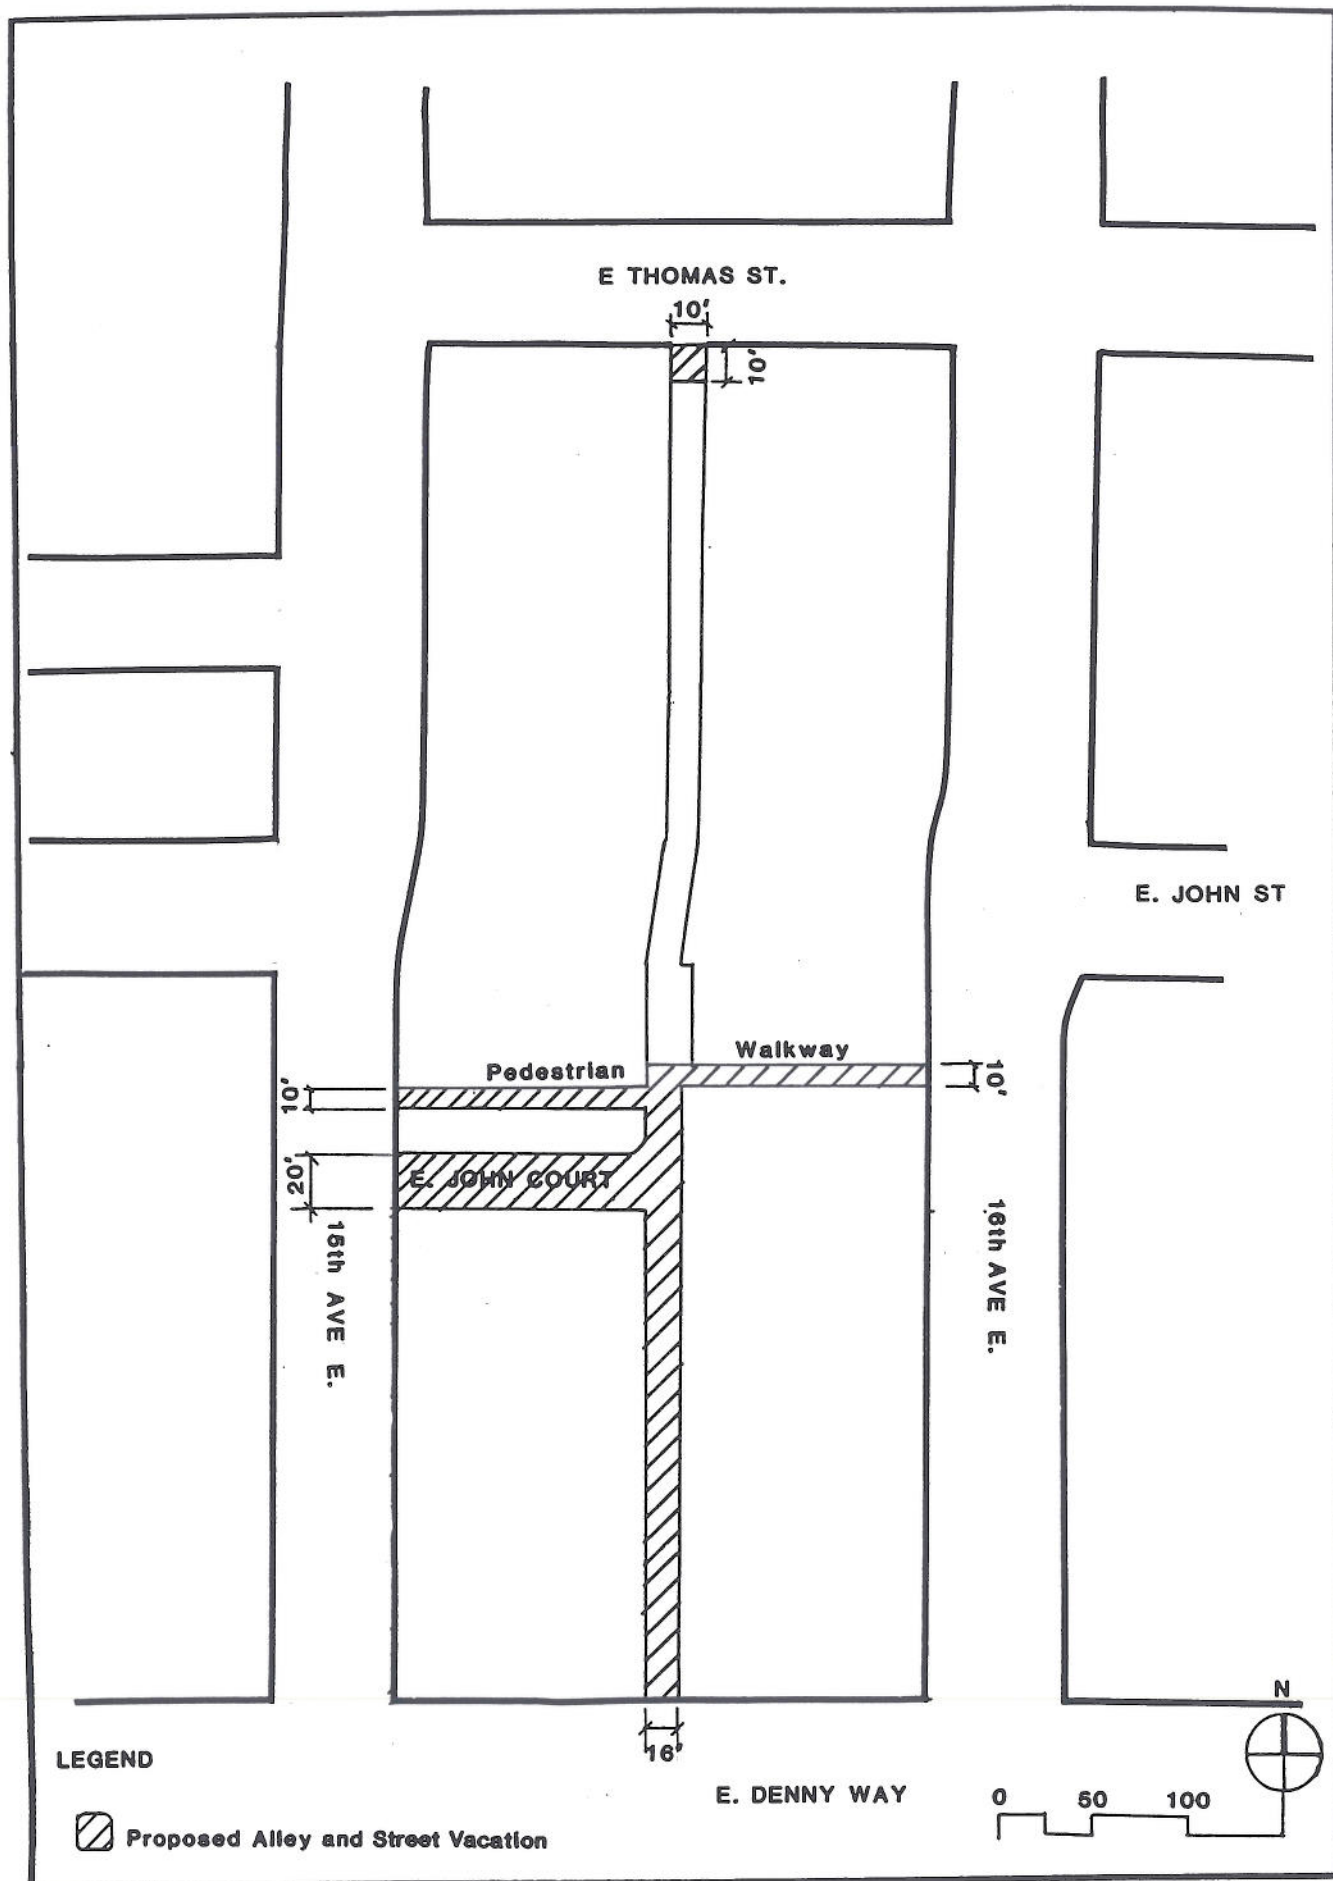 E THOMAS ST.
10'
10'
E. JOHN ST
Walkway
Pedestrian
10'
10'
20'
E. JOHN COURT
15th AVE E.
16th AVE E.
16'
N
LEGEND
E. DENNY WAY
0 50 100
Proposed Alley and Street Vacation